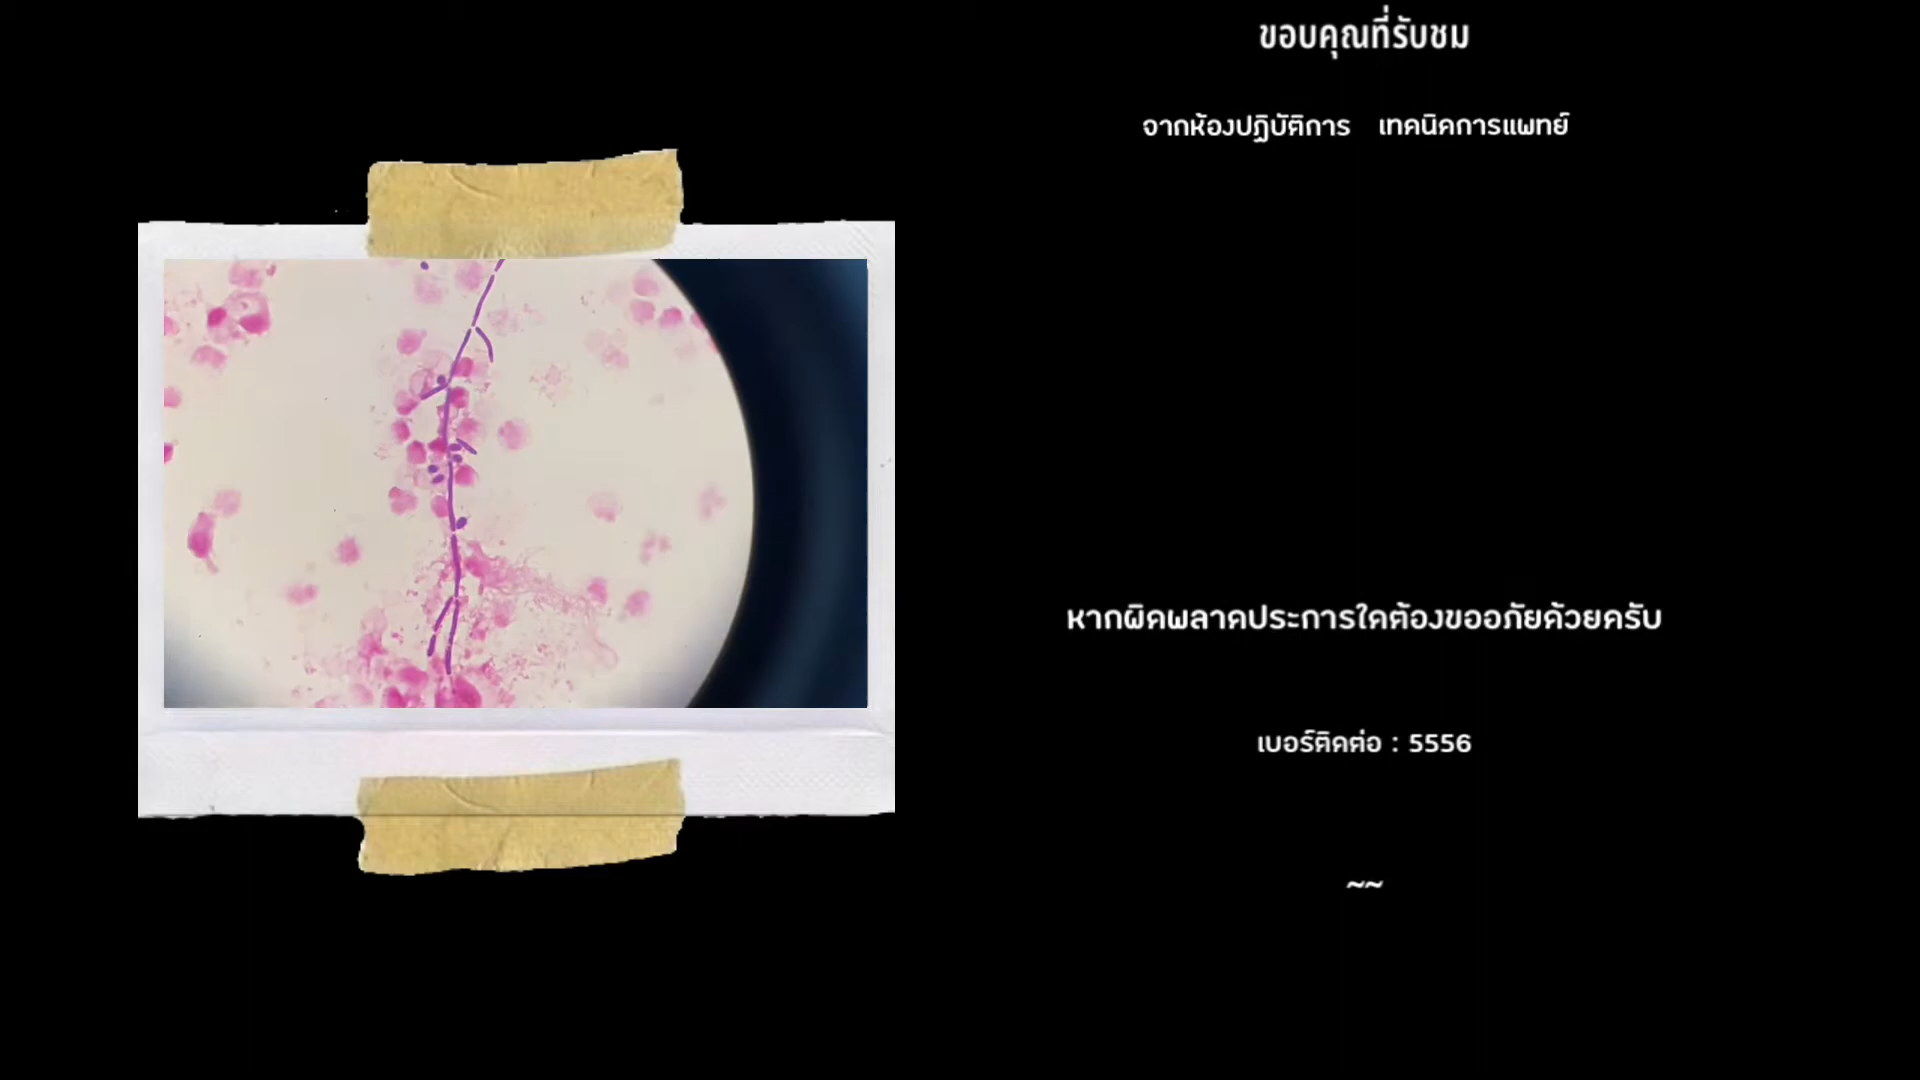 ขอบคุณที่รับชม
จากห้องปฏิบัติการ เทคนิคการแพทย์
หากผิดพลาดประการใดต้องขออภัยด้วยครับ
เบอร์ติดต่อ : 5556
~~